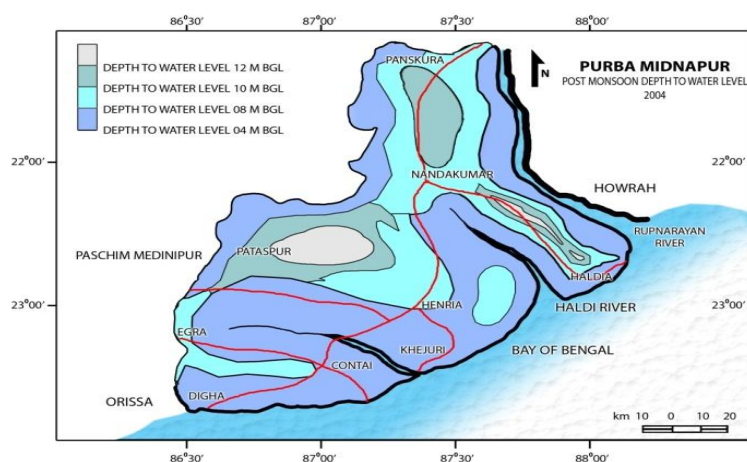 86°30'
87°00'
87°30'
88°00'
DEPTH TO WATER LEVEL 12 M BGL
DEPTH TO WATER LEVEL 10 M BGL
DEPTH TO WATER LEVEL 08 M BGL
DEPTH TO WATER LEVEL 04 M BGL
PANSKURA
N
PURBA MIDNAPUR
POST MONSOON DEPTH TO WATER LEVEL
2004
22°00'
22°00'
NANDAKUMAR
HOWRAH
RUPNARAYAN
RIVER
PASCHIM MEDINIPUR
PATASPUR
HALDIA
23°00'
23°00'
HENRIA
HALDI RIVER
EGRA
KHEJURI
BAY OF BENGAL
CONTAI
ORISSA
DIGHA
km 10 0 10 20
86°30'
87°00'
87°30'
88°00'